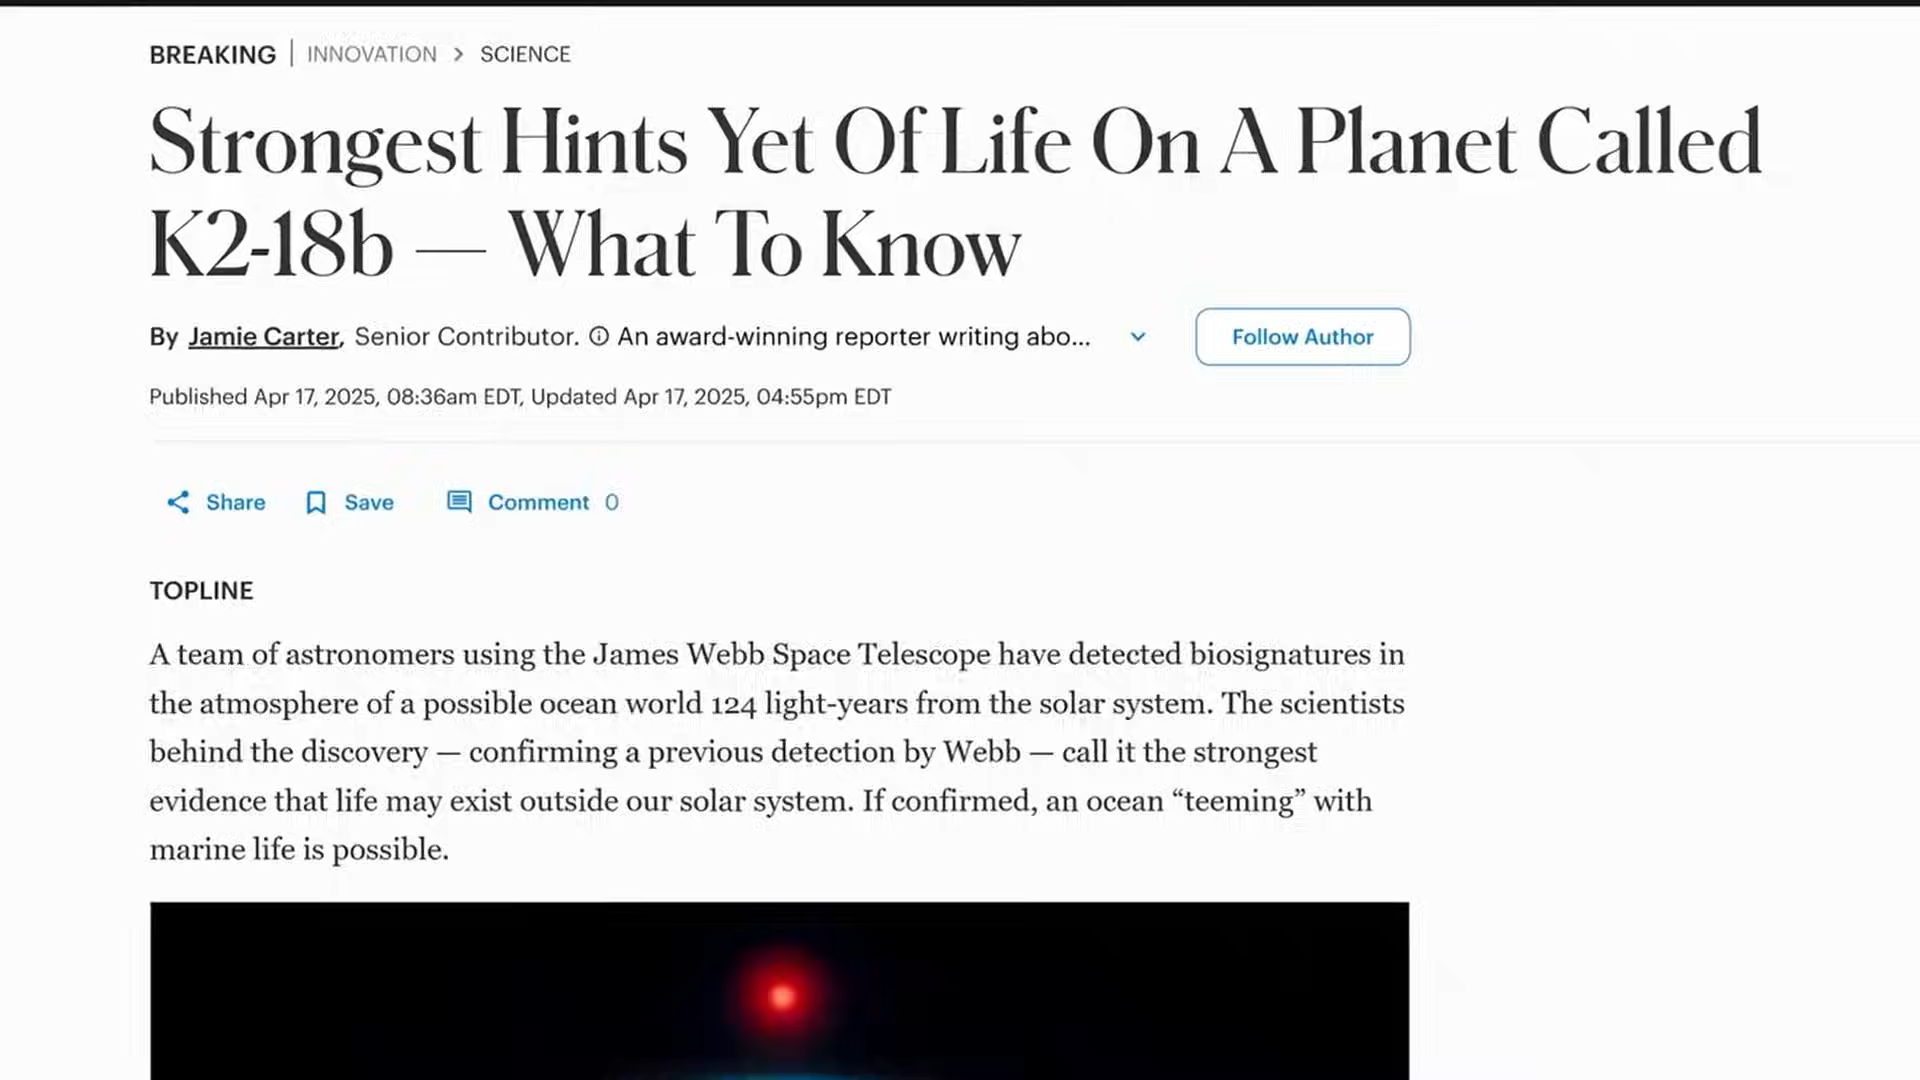 BREAKING | INNOVATION > SCIENCE
Strongest Hints Yet Of Life On A Planet Called
K2-18b — What To Know
By Jamie Carter, Senior Contributor. ⓘ An award-winning reporter writing abo...
Follow Author
Published Apr 17, 2025, 08:36am EDT, Updated Apr 17, 2025, 04:55pm EDT
Share Save Comment 0
TOPLINE
A team of astronomers using the James Webb Space Telescope have detected biosignatures in
the atmosphere of a possible ocean world 124 light-years from the solar system. The scientists
behind the discovery — confirming a previous detection by Webb — call it the strongest
evidence that life may exist outside our solar system. If confirmed, an ocean “teeming” with
marine life is possible.